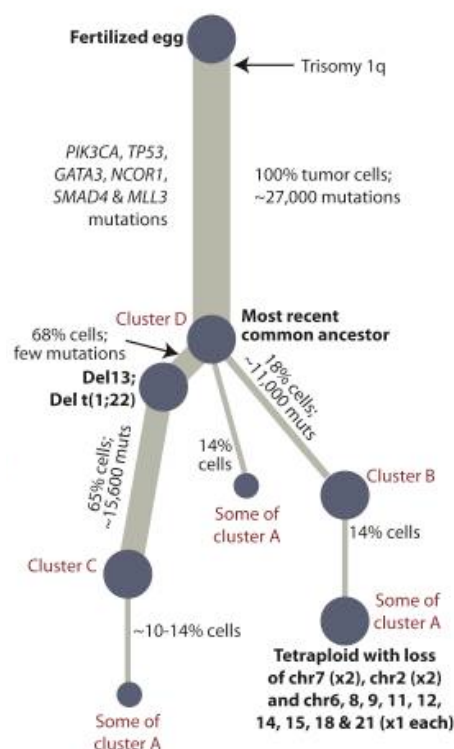 Fertilized egg
Trisomy 1q
PIK3CA, TP53,
GATA3, NCOR1,
SMAD4 & MLL3
mutations
100% tumor cells;
~27,000 mutations
Cluster D
Most recent
common ancestor
68% cells;
few mutations
Del13;
Del t(1;22)
18% cells;
~11,000 muts
65% cells;
~15,600 muts
14%
cells
Cluster B
Some of
cluster A
14% cells
Cluster C
Some of
cluster A
~10-14% cells
Tetraploid with loss
of chr7 (x2), chr2 (x2)
and chr6, 8, 9, 11, 12,
14, 15, 18 & 21 (x1 each)
Some of
cluster A